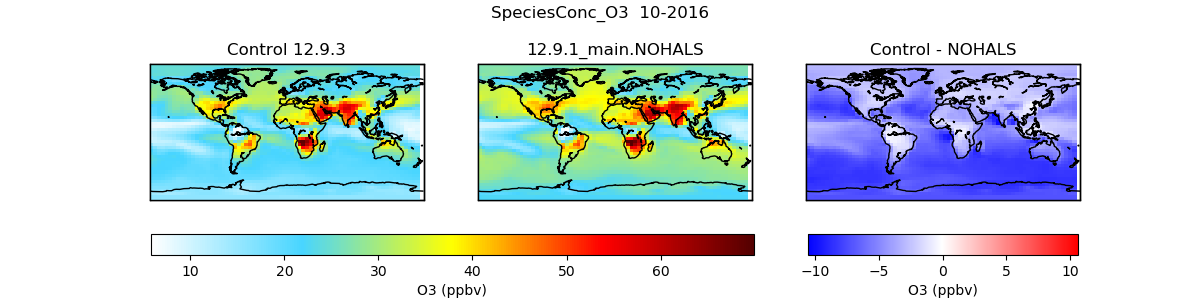 SpeciesConc_O3  10-2016
Control 12.9.3
12.9.1_main.NOHALS
Control - NOHALS
10 20 30 40 50 60
O3 (ppbv)
−10 −5 0 5 10
O3 (ppbv)